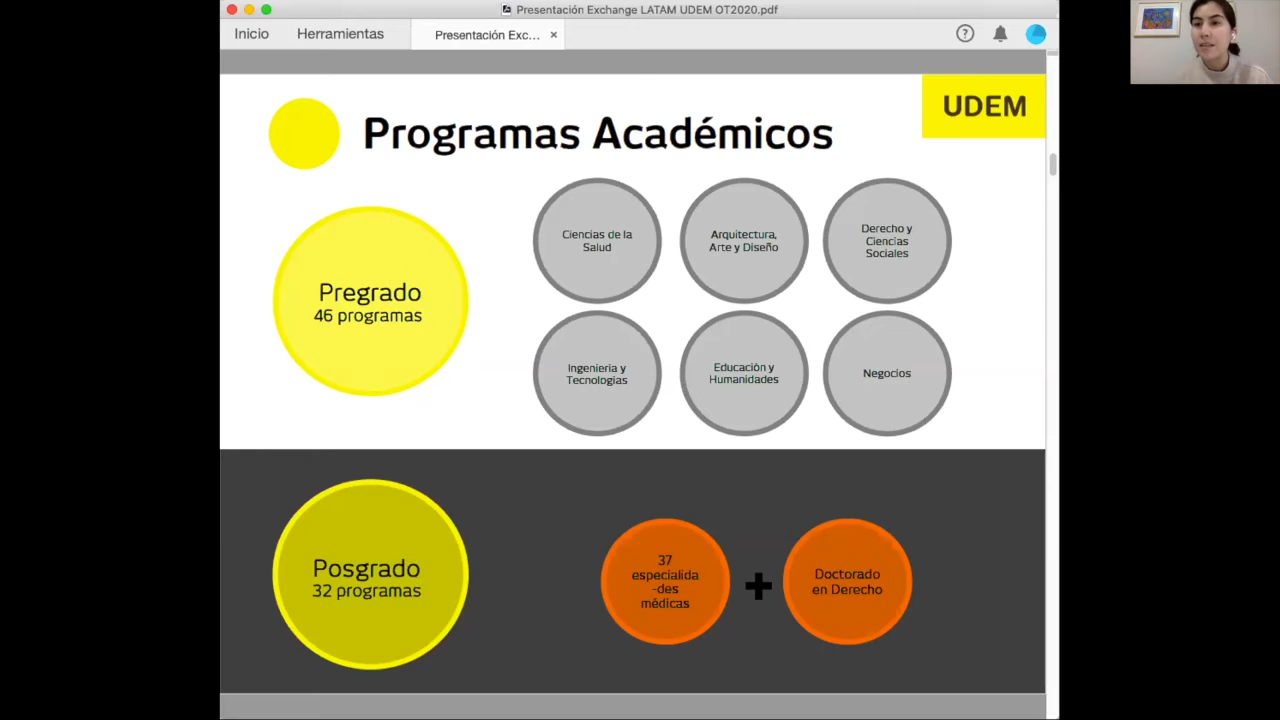 Presentación Exchange LATAM UDEM OT2020.pdf
Inicio
Herramientas
Presentación Exc...
UDEM
Programas Académicos
Pregrado
46 programas
Ciencias de la
Salud
Arquitectura,
Arte y Diseño
Derecho y
Ciencias
Sociales
Ingeniería y
Tecnologías
Educación y
Humanidades
Negocios
Posgrado
32 programas
37
especialida
-des
médicas
Doctorado
en Derecho